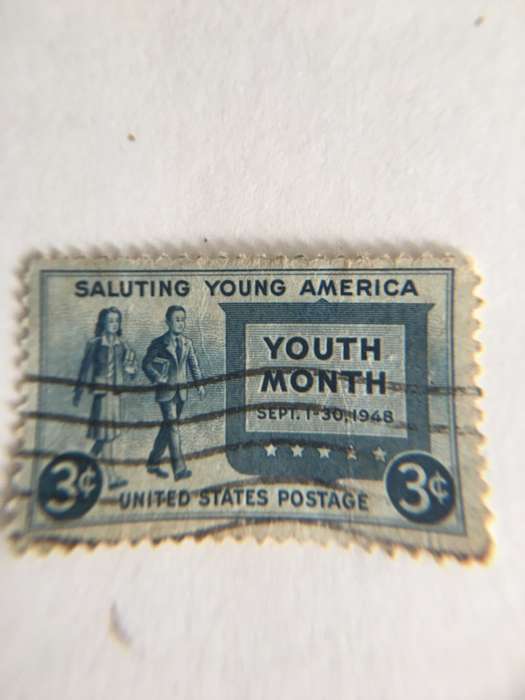 SALUTING YOUNG AMERICA
YOUTH
MONTH
SEPT. 1-30, 1948
3¢
UNITED STATES POSTAGE
3¢